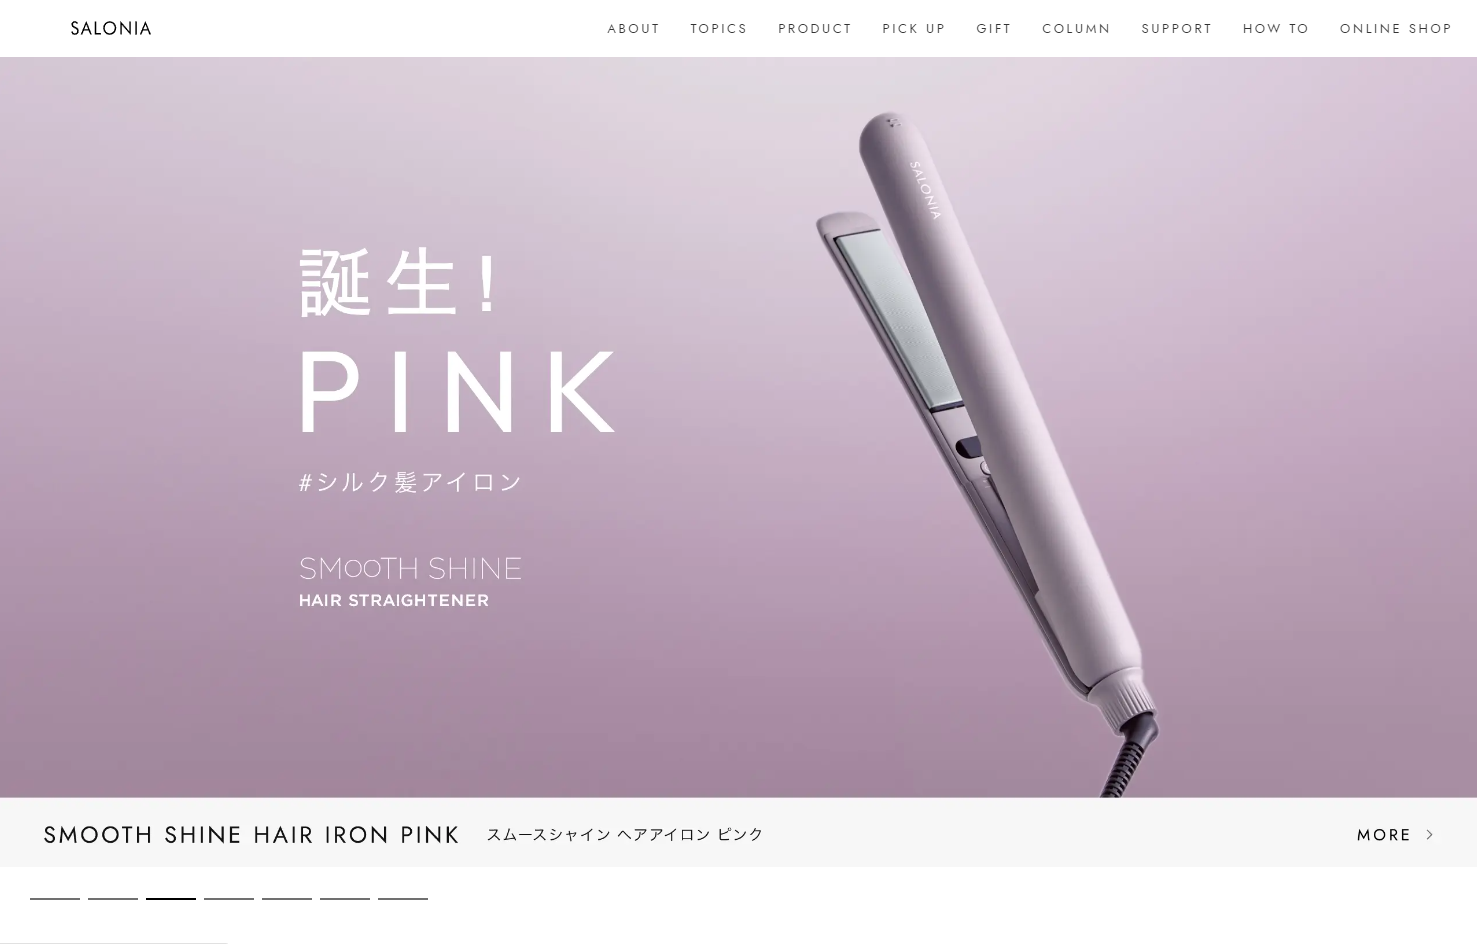 SALONIA
ABOUT TOPICS PRODUCT PICK UP GIFT COLUMN SUPPORT HOW TO ONLINE SHOP
SALONIA
誕生!
PINK
#シルク髪アイロン
SMOOTH SHINE
HAIR STRAIGHTENER
SMOOTH SHINE HAIR IRON PINK スムースシャイン ヘアアイロン ピンク MORE